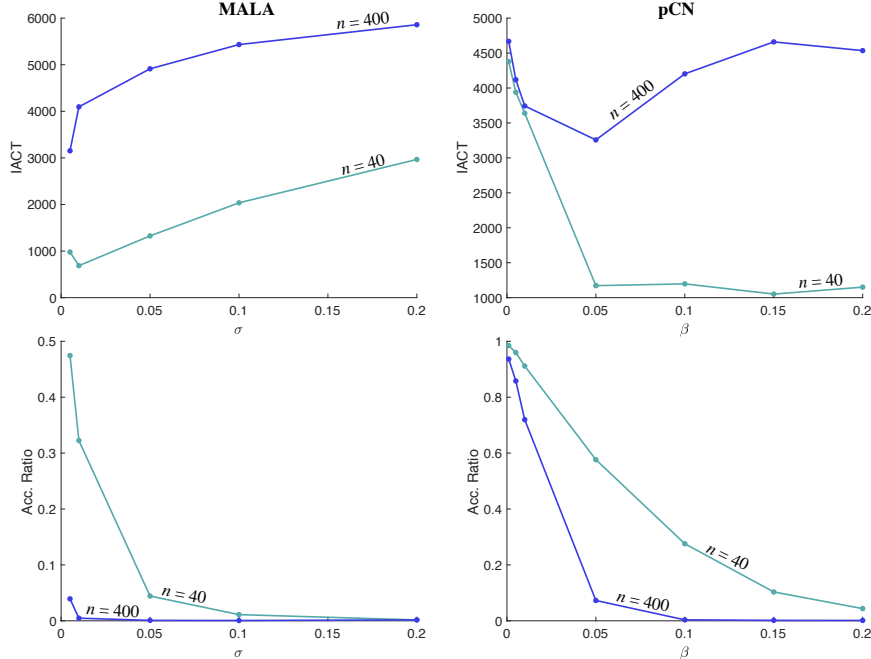 MALA
6000
5000
4000
3000
2000
1000
0
IACT
n = 400
n = 40
0
0.05
0.1
0.15
0.2
σ
pCN
5000
4500
4000
3500
3000
2500
2000
1500
1000
IACT
n = 400
n = 40
0
0.05
0.1
0.15
0.2
β
0.5
0.4
0.3
0.2
0.1
0
Acc. Ratio
n = 40
n = 400
0
0.05
0.1
0.15
0.2
σ
1
0.8
0.6
0.4
0.2
0
Acc. Ratio
n = 40
n = 400
0
0.05
0.1
0.15
0.2
β